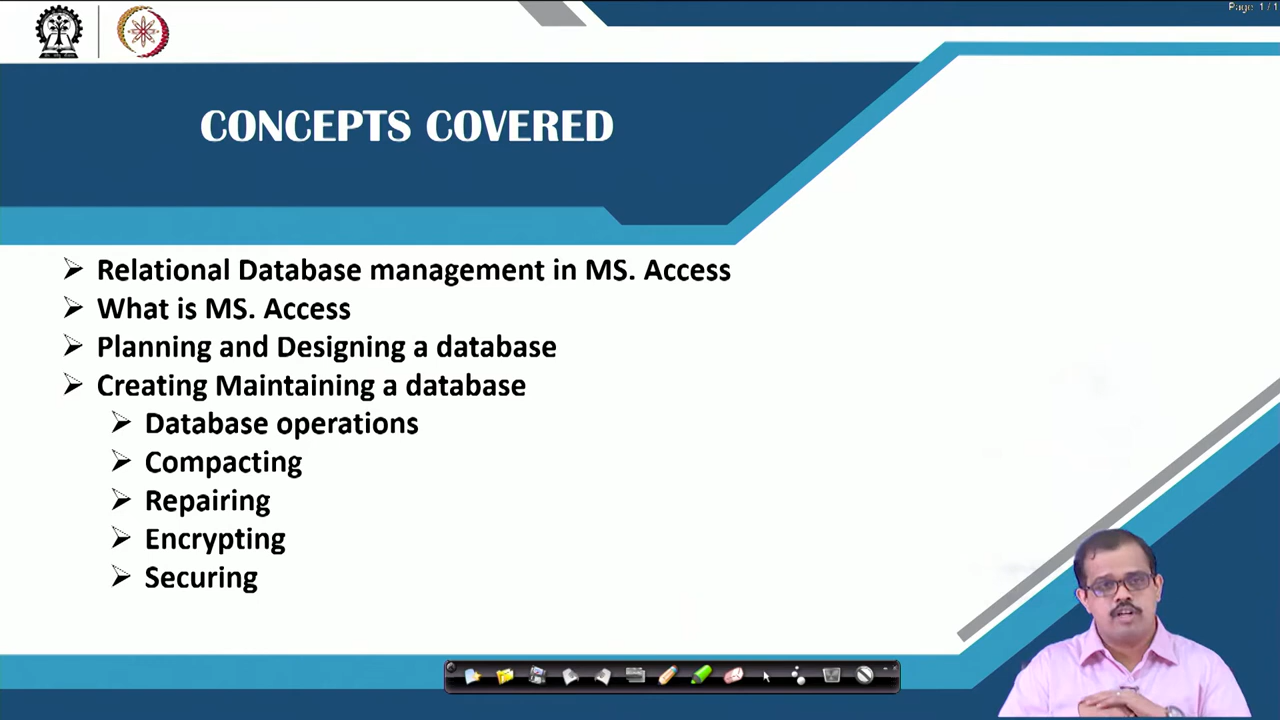 Page 1/1
CONCEPTS COVERED
Relational Database management in MS. Access
What is MS. Access
Planning and Designing a database
Creating Maintaining a database
Database operations
Compacting
Repairing
Encrypting
Securing